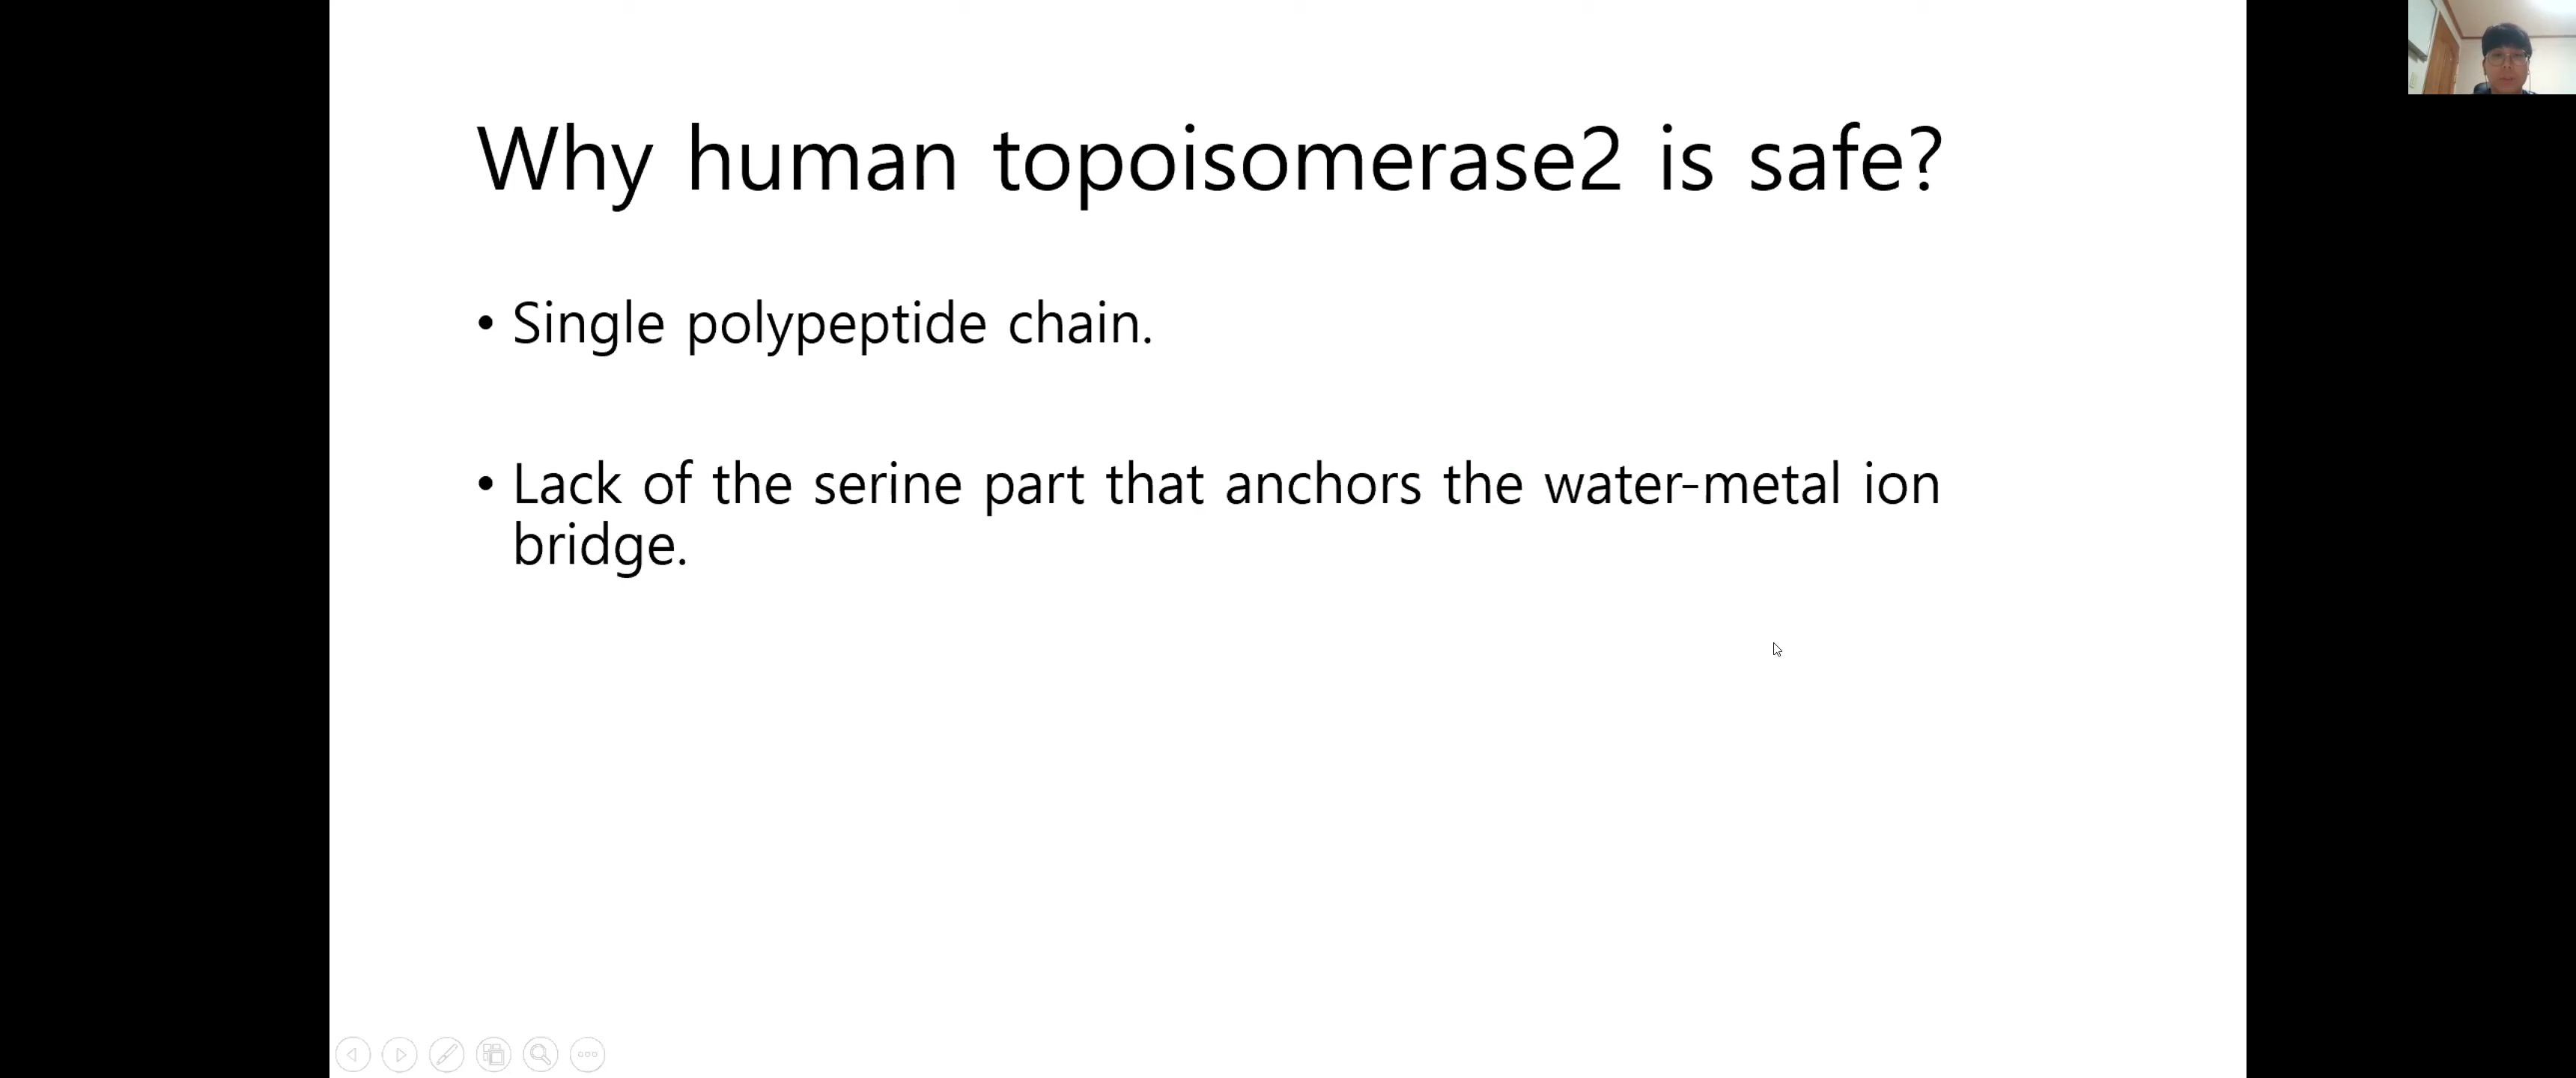 Why human topoisomerase2 is safe?
• Single polypeptide chain.
• Lack of the serine part that anchors the water-metal ion
bridge.